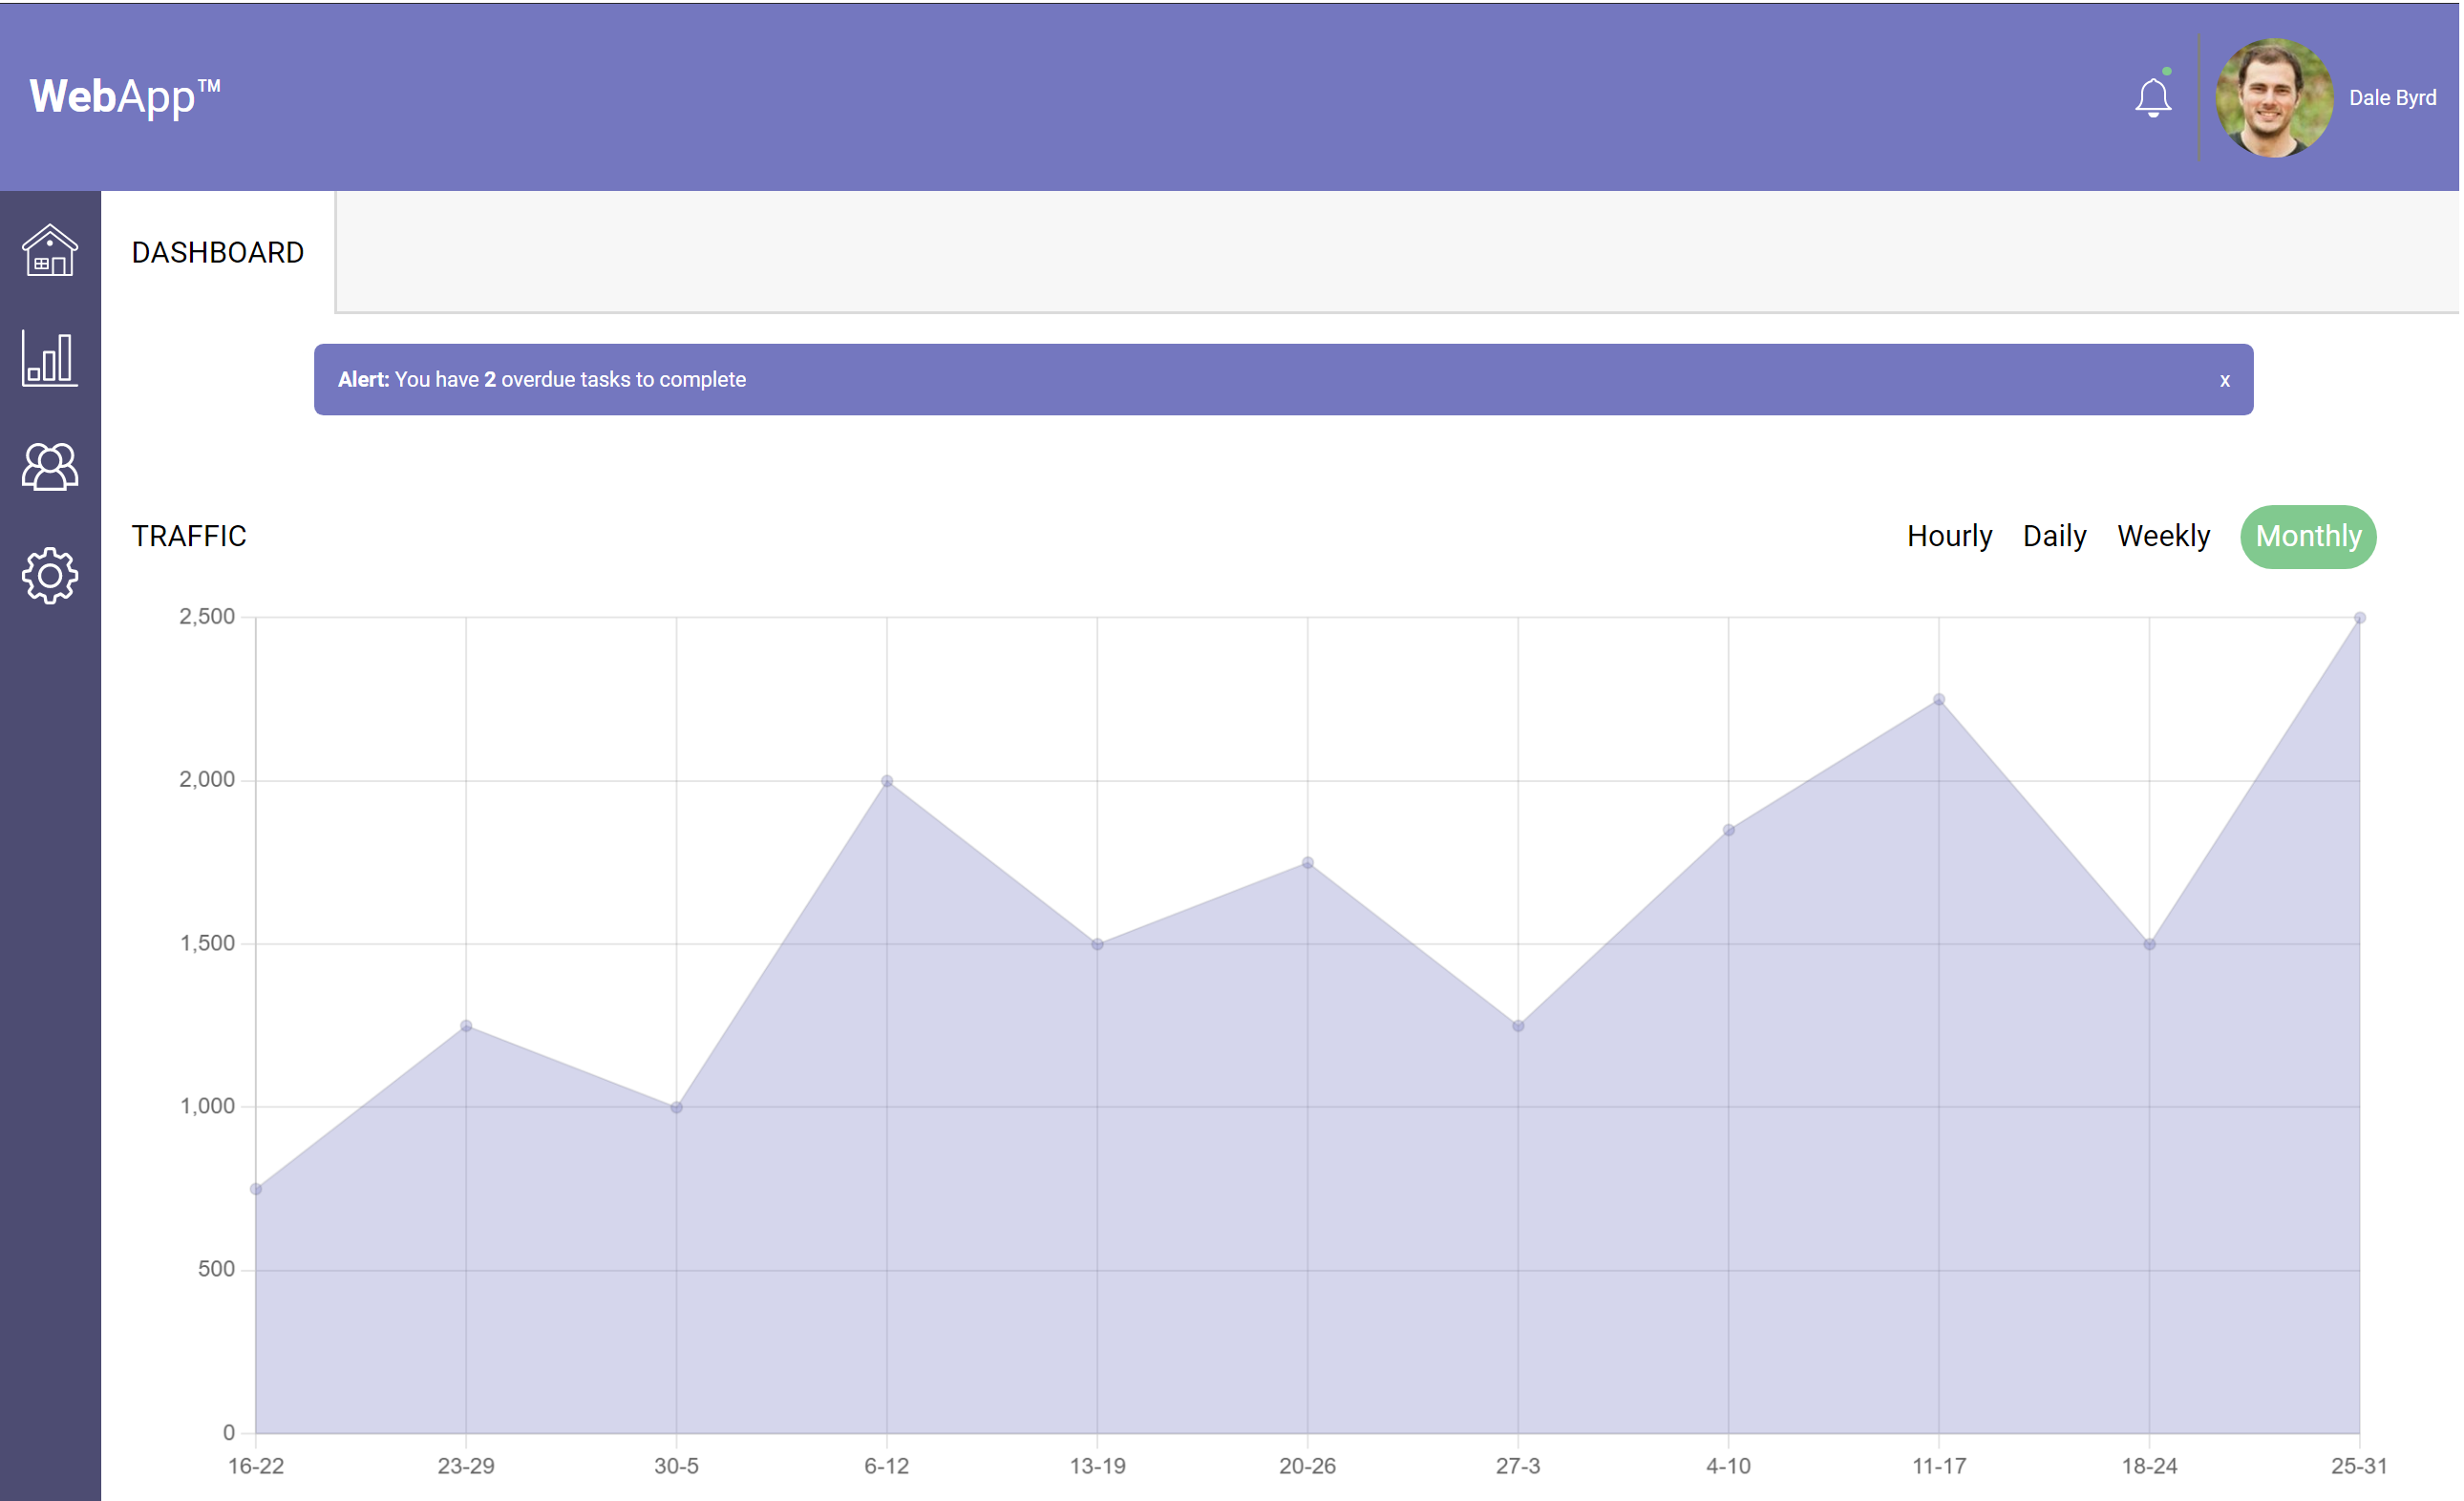 WebApp™
Dale Byrd
DASHBOARD
Alert: You have 2 overdue tasks to complete x
TRAFFIC
Hourly Daily Weekly Monthly
2,500
2,000
1,500
1,000
500
0
16-22 23-29 30-5 6-12 13-19 20-26 27-3 4-10 11-17 18-24 25-31